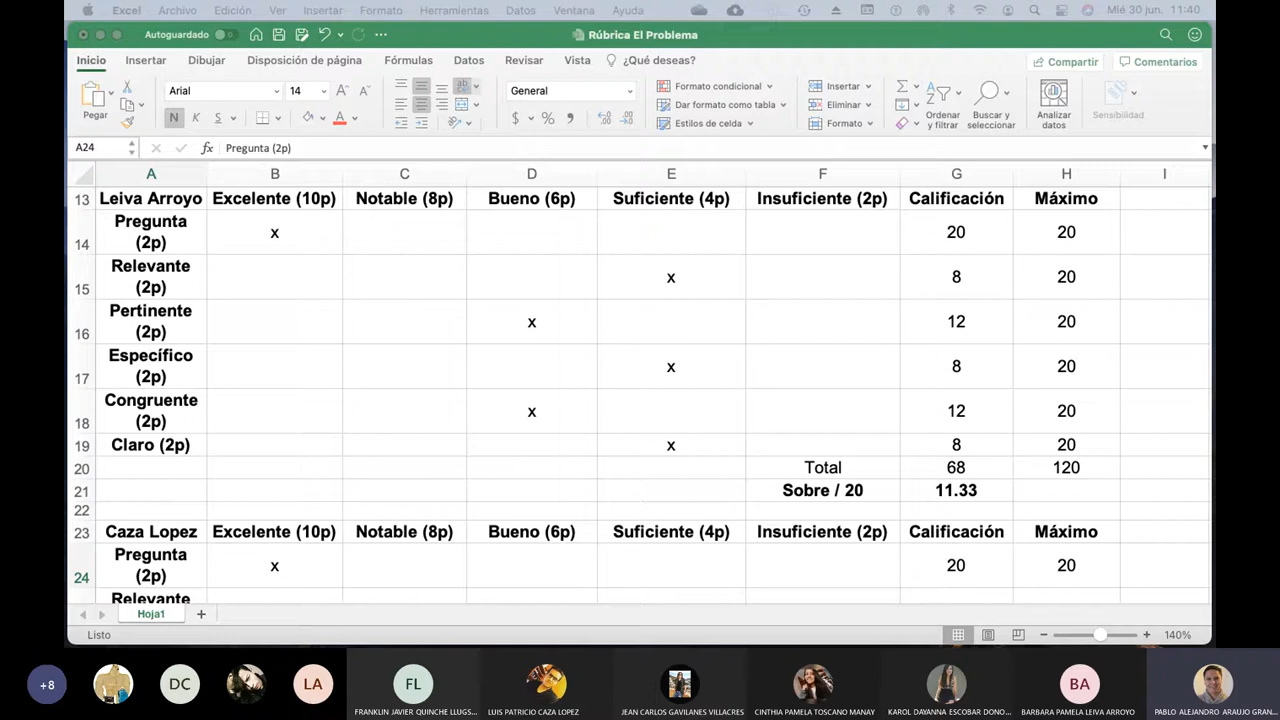 Excel Archivo Edición Ver Insertar Formato Herramientas Datos Ventana Ayuda Mié 30 jun. 11:40
Autoguardado Rúbrica El Problema
Inicio Insertar Dibujar Disposición de página Fórmulas Datos Revisar Vista ¿Qué deseas? Compartir Comentarios
Pegar
Arial 14
N K S
General
$ %
Formato condicional
Dar formato como tabla
Estilos de celda
Insertar
Eliminar
Formato
Ordenar y filtrar
Buscar y seleccionar
Analizar datos
Sensibilidad
A24 fx Pregunta (2p)
A B C D E F G H I
13 Leiva Arroyo Excelente (10p) Notable (8p) Bueno (6p) Suficiente (4p) Insuficiente (2p) Calificación Máximo
14 Pregunta (2p) x 20 20
15 Relevante (2p) x 8 20
16 Pertinente (2p) x 12 20
17 Específico (2p) x 8 20
18 Congruente (2p) x 12 20
19 Claro (2p) x 8 20
20 Total 68 120
21 Sobre / 20 11.33
22
23 Caza Lopez Excelente (10p) Notable (8p) Bueno (6p) Suficiente (4p) Insuficiente (2p) Calificación Máximo
24 Pregunta (2p) x 20 20
Relevante
Hoja1
Listo 140%
+8 DC LA FL BA
FRANKLIN JAVIER QUINCHE LLUGS... LUIS PATRICIO CAZA LOPEZ JEAN CARLOS GAVILANES VILLACRES CINTHIA PAMELA TOSCANO MANAY KAROL DAYANNA ESCOBAR DONO... BARBARA PAMELA LEIVA ARROYO PABLO ALEJANDRO ARAUJO GRAN...